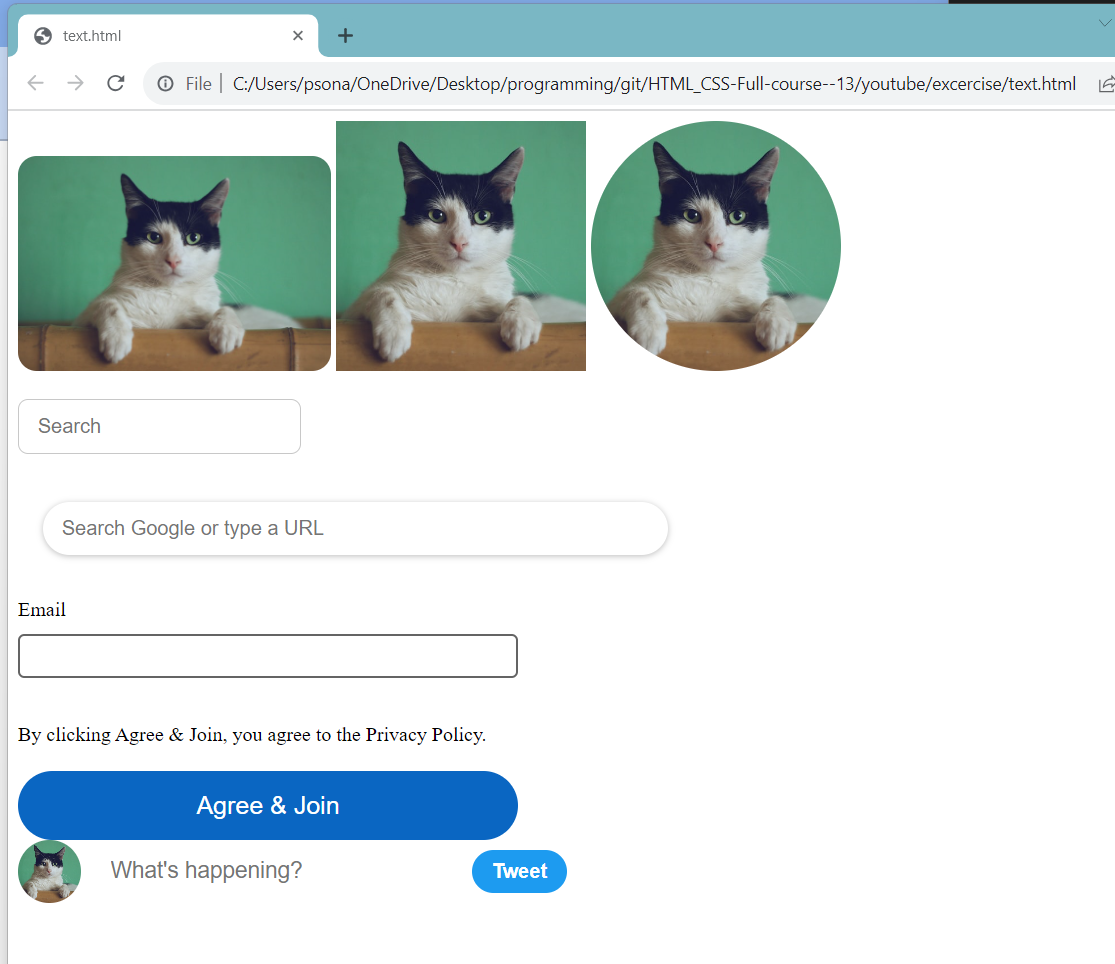 text.html
File
C:/Users/psona/OneDrive/Desktop/programming/git/HTML_CSS-Full-course--13/youtube/excercise/text.html
Search
Search Google or type a URL
Email
By clicking Agree & Join, you agree to the Privacy Policy.
Agree & Join
What's happening?
Tweet